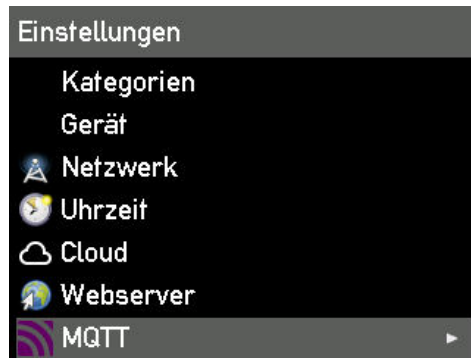 Einstellungen
Kategorien
Gerät
Netzwerk
Uhrzeit
Cloud
Webserver
MQTT